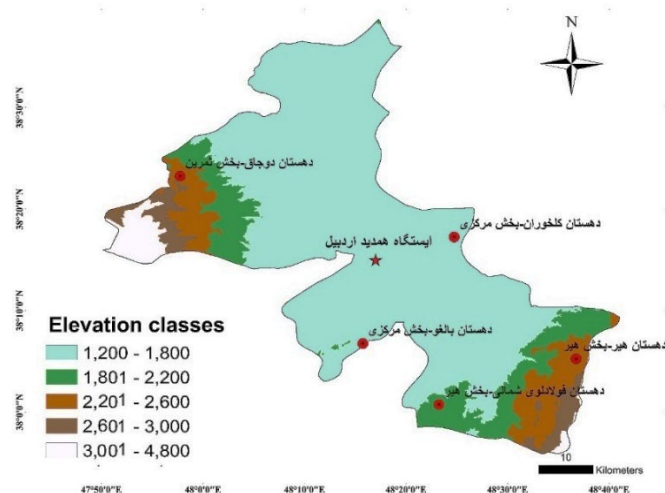 N
38°30'0"N
دهستان دوجاق-بخش ثمرین
38°20'0"N
دهستان کلخوران-بخش مرکزی
ایستگاه همدید اردبیل
38°10'0"N
دهستان بالغو-بخش مرکزی
دهستان هیر-بخش هیر
دهستان فولادلوی شمالی-بخش هیر
38°0'0"N
Elevation classes
1,200 - 1,800
1,801 - 2,200
2,201 - 2,600
2,601 - 3,000
3,001 - 4,800
10
Kilometers
47°50'0"E
48°0'0"E
48°10'0"E
48°20'0"E
48°30'0"E
48°40'0"E